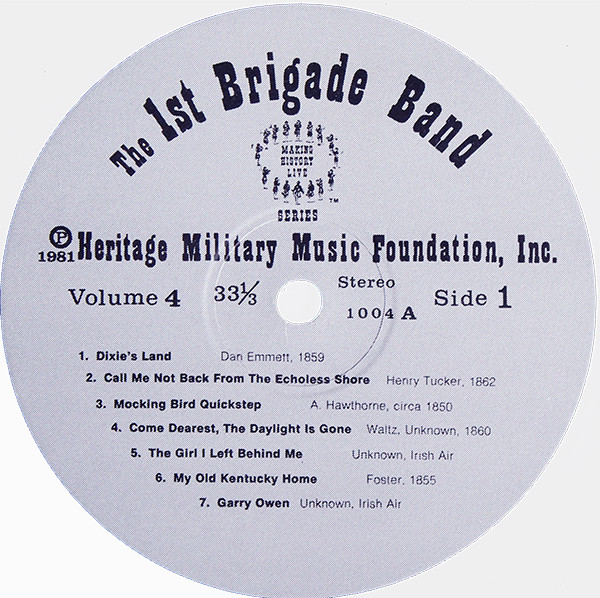 The 1st Brigade Band
MAKING
HISTORY
LIVE
TM
SERIES
℗ 1981 Heritage Military Music Foundation, Inc.
Volume 4 33⅓ Stereo 1004 A Side 1
1. Dixie's Land Dan Emmett, 1859
2. Call Me Not Back From The Echoless Shore Henry Tucker, 1862
3. Mocking Bird Quickstep A. Hawthorne, circa 1850
4. Come Dearest, The Daylight Is Gone Waltz, Unknown, 1860
5. The Girl I Left Behind Me Unknown, Irish Air
6. My Old Kentucky Home Foster, 1855
7. Garry Owen Unknown, Irish Air